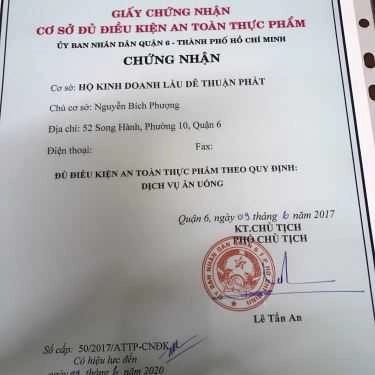 GIẤY CHỨNG NHẬN
CƠ SỞ ĐỦ ĐIỀU KIỆN AN TOÀN THỰC PHẨM
ỦY BAN NHÂN DÂN QUẬN 6 - THÀNH PHỐ HỒ CHÍ MINH
CHỨNG NHẬN
Cơ sở: HỘ KINH DOANH LẨU DÊ THUẬN PHÁT
Chủ cơ sở: Nguyễn Bích Phượng
Địa chỉ: 52 Song Hành, Phường 10, Quận 6
Điện thoại: Fax:
ĐỦ ĐIỀU KIỆN AN TOÀN THỰC PHẨM THEO QUY ĐỊNH:
DỊCH VỤ ĂN UỐNG
Quận 6, ngày 09 tháng 6 năm 2017
KT.CHỦ TỊCH
PHÓ CHỦ TỊCH
Lê Tấn An
Số cấp: 50/2017/ATTP-CNĐK
Có hiệu lực đến
ngày 09 tháng 6 năm 2020